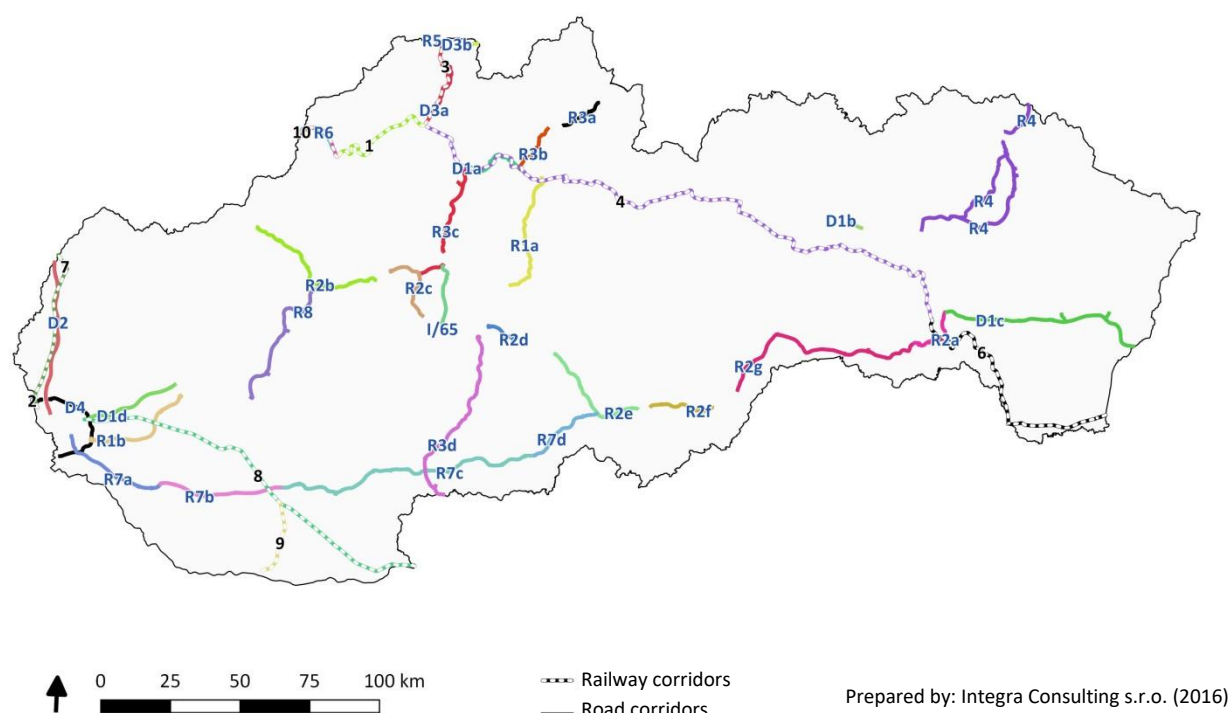 R5 D3b
3
R3a
D3a
R4
10 R6
1
R3b
D1a
4
R4
D1b
R4
R3c
R1a
7
R2b
R2c
R8
D2
I/65
D1c
R2d
R2a
6
R2g
2
D4
D1d
R2e
R2f
R1b
R7d
R3d
R7c
8
R7a
R7b
9
0 25 50 75 100 km
Railway corridors
Road corridors
Prepared by: Integra Consulting s.r.o. (2016)